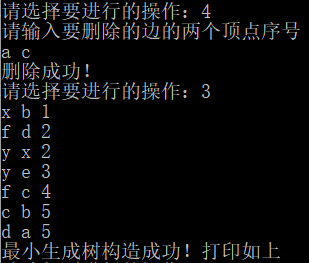 请选择要进行的操作：4
请输入要删除的边的两个顶点序号
a c
删除成功！
请选择要进行的操作：3
x b 1
f d 2
y x 2
y e 3
f c 4
c b 5
d a 5
最小生成树构造成功！打印如上